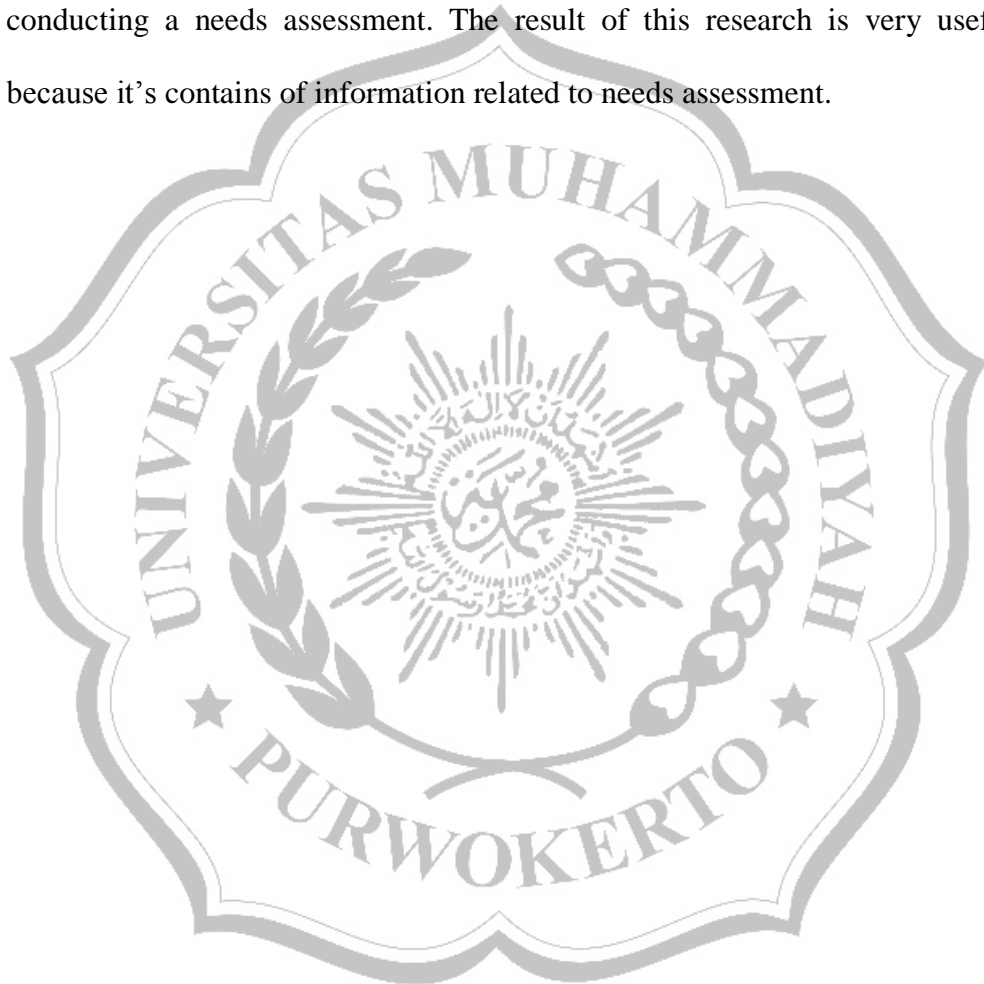 conducting a needs assessment. The result of this research is very usef
because it's contains of information related to needs assessment.
UNIVERSITAS MUHAMMADIYAH
PURWOKERTO